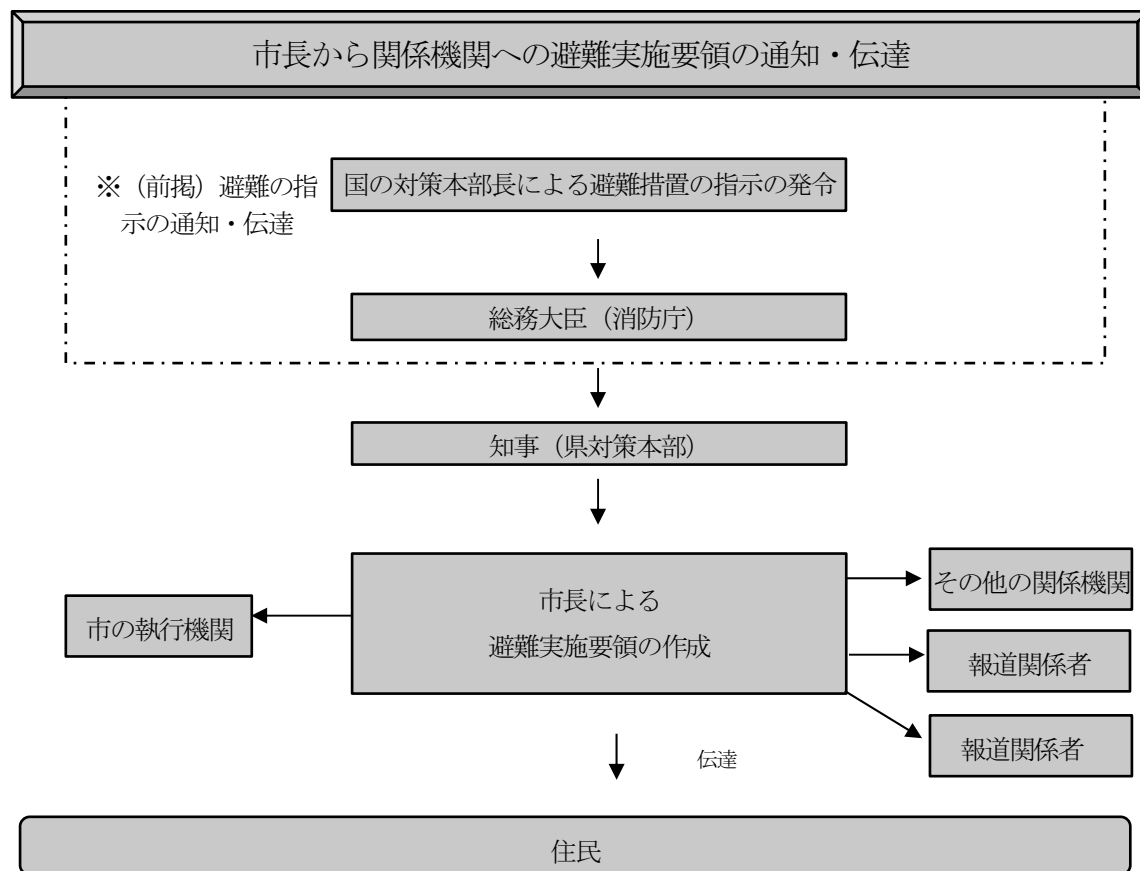 市長から関係機関への避難実施要領の通知・伝達
※（前掲）避難の指
示の通知・伝達
国の対策本部長による避難措置の指示の発令
総務大臣（消防庁）
知事（県対策本部）
市長による
避難実施要領の作成
市の執行機関
その他の関係機関
報道関係者
報道関係者
伝達
住民